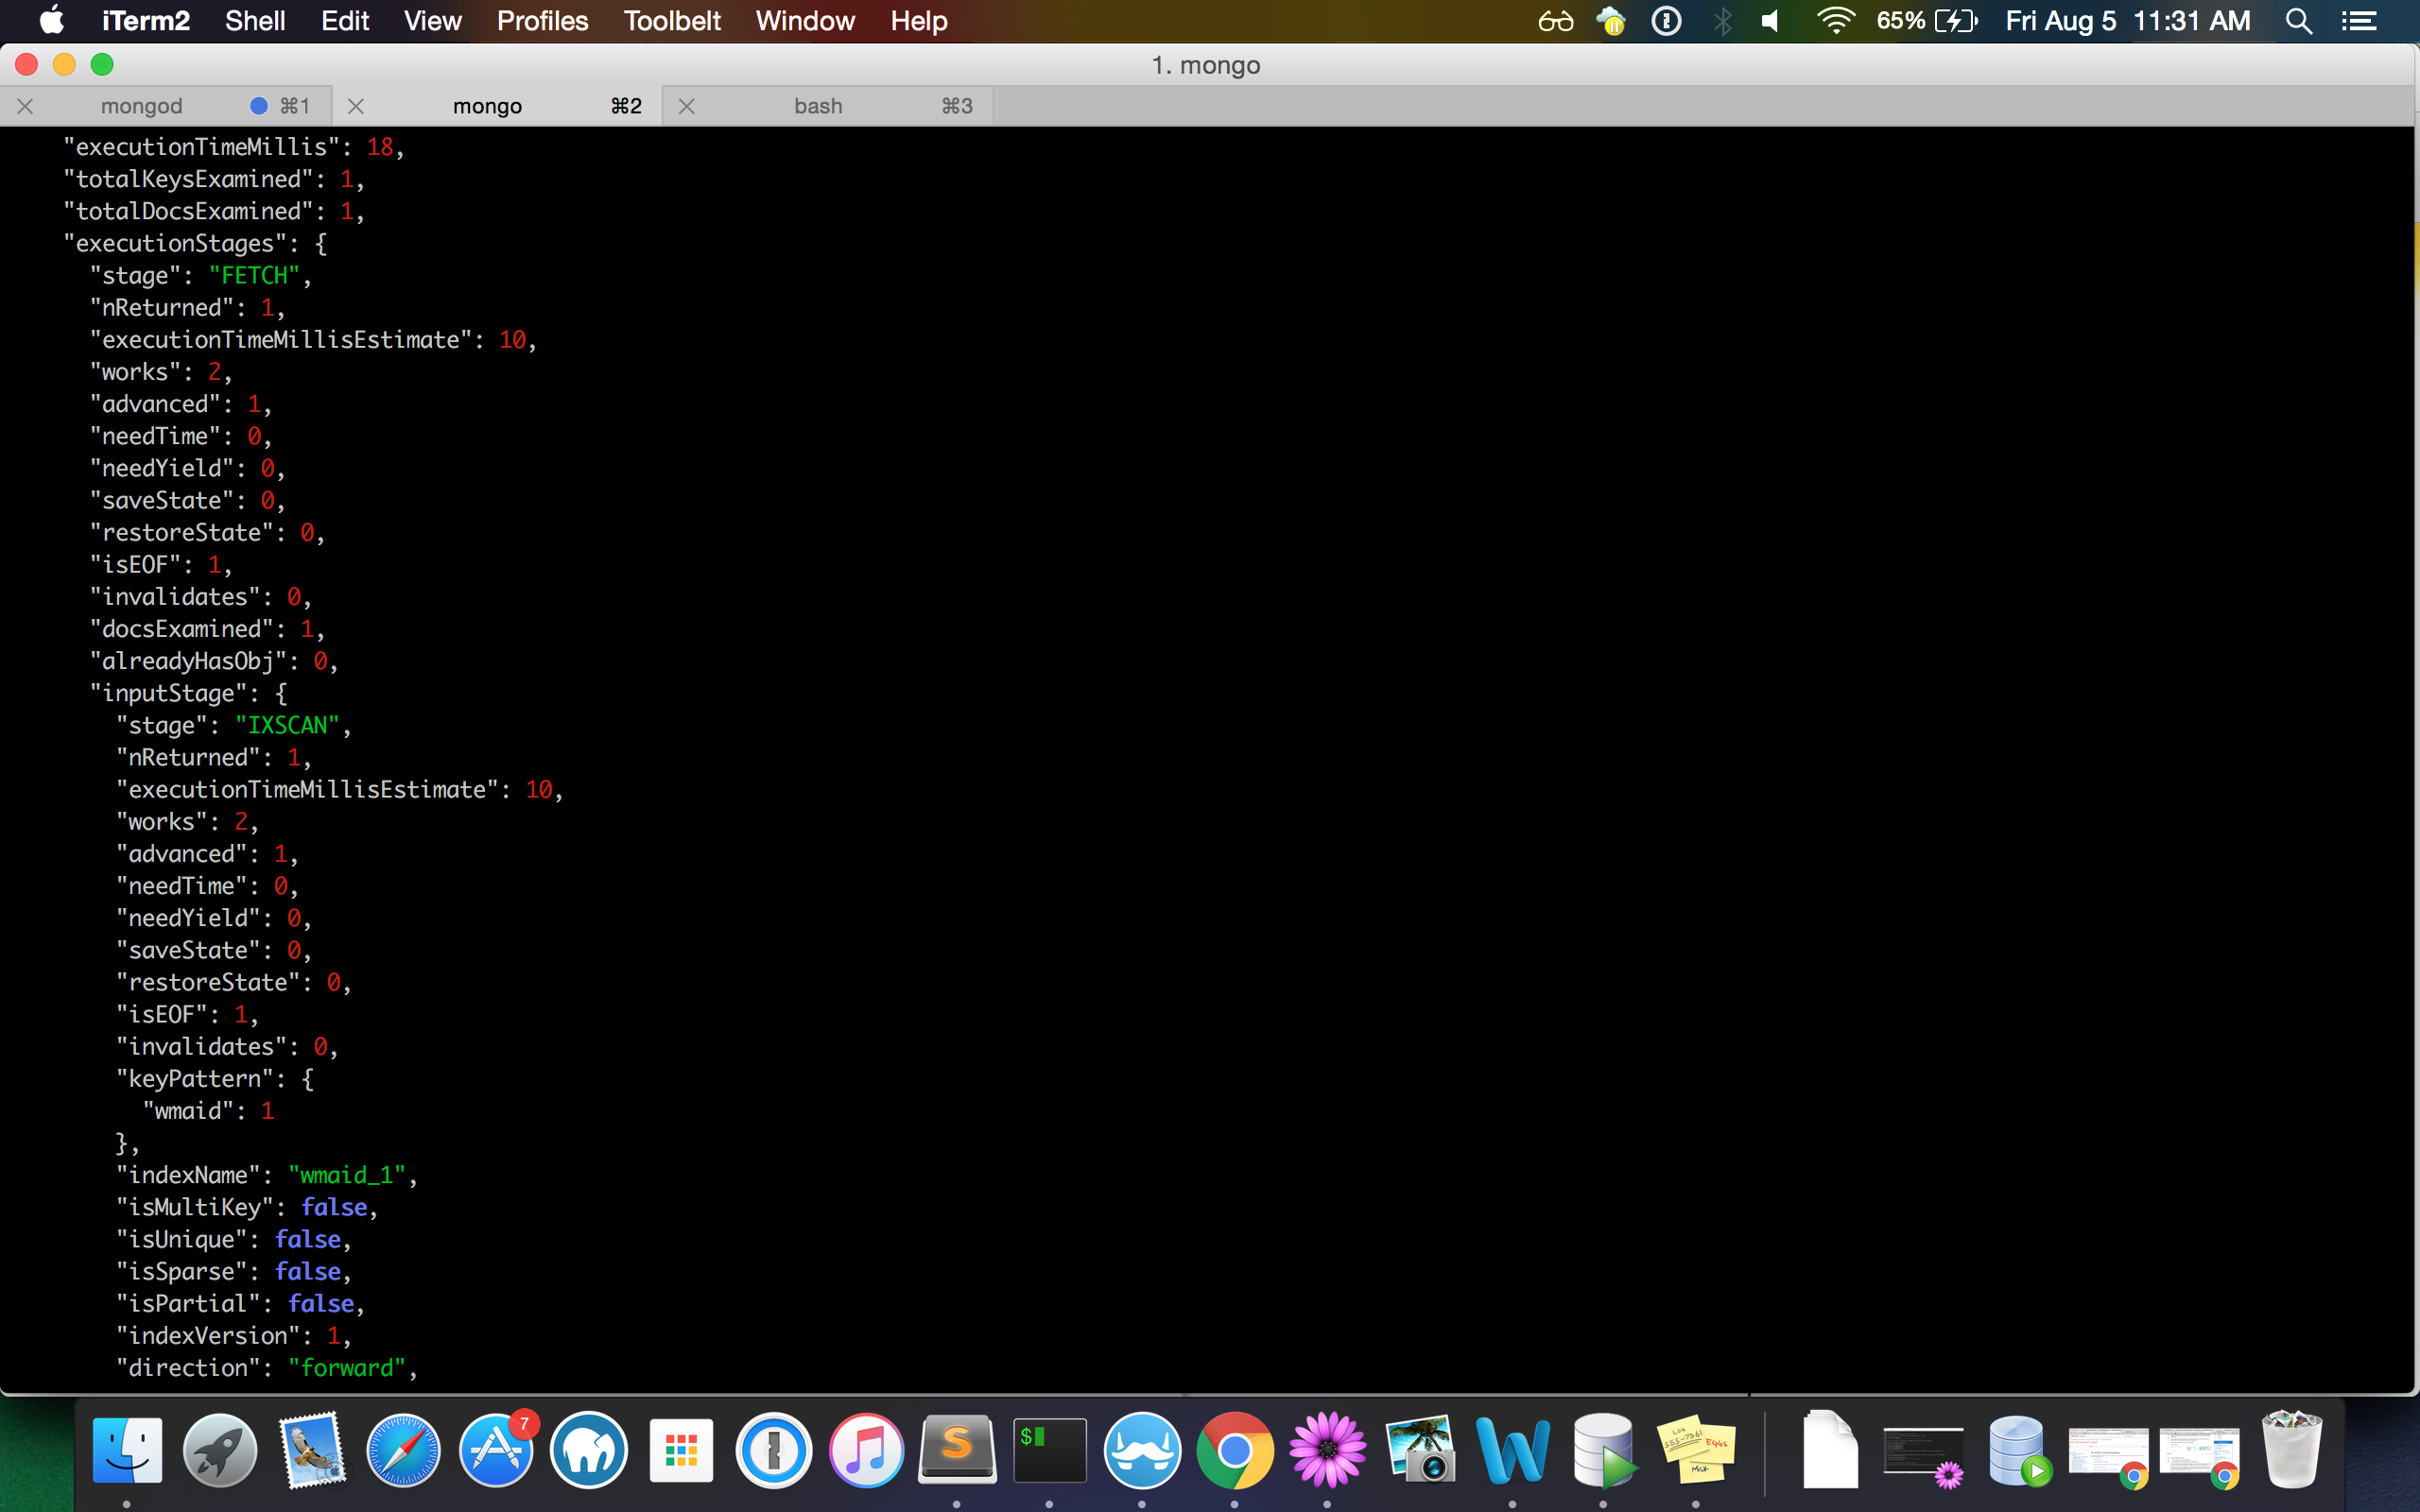 iTerm2 Shell Edit View Profiles Toolbelt Window Help 65% Fri Aug 5 11:31 AM
1. mongo
mongod ⌘1 mongo ⌘2 bash ⌘3
"executionTimeMillis": 18,
"totalKeysExamined": 1,
"totalDocsExamined": 1,
"executionStages": {
"stage": "FETCH",
"nReturned": 1,
"executionTimeMillisEstimate": 10,
"works": 2,
"advanced": 1,
"needTime": 0,
"needYield": 0,
"saveState": 0,
"restoreState": 0,
"isEOF": 1,
"invalidates": 0,
"docsExamined": 1,
"alreadyHasObj": 0,
"inputStage": {
"stage": "IXSCAN",
"nReturned": 1,
"executionTimeMillisEstimate": 10,
"works": 2,
"advanced": 1,
"needTime": 0,
"needYield": 0,
"saveState": 0,
"restoreState": 0,
"isEOF": 1,
"invalidates": 0,
"keyPattern": {
"wmaid": 1
},
"indexName": "wmaid_1",
"isMultiKey": false,
"isUnique": false,
"isSparse": false,
"isPartial": false,
"indexVersion": 1,
"direction": "forward",
7
S
$
W
EGGS
MILK